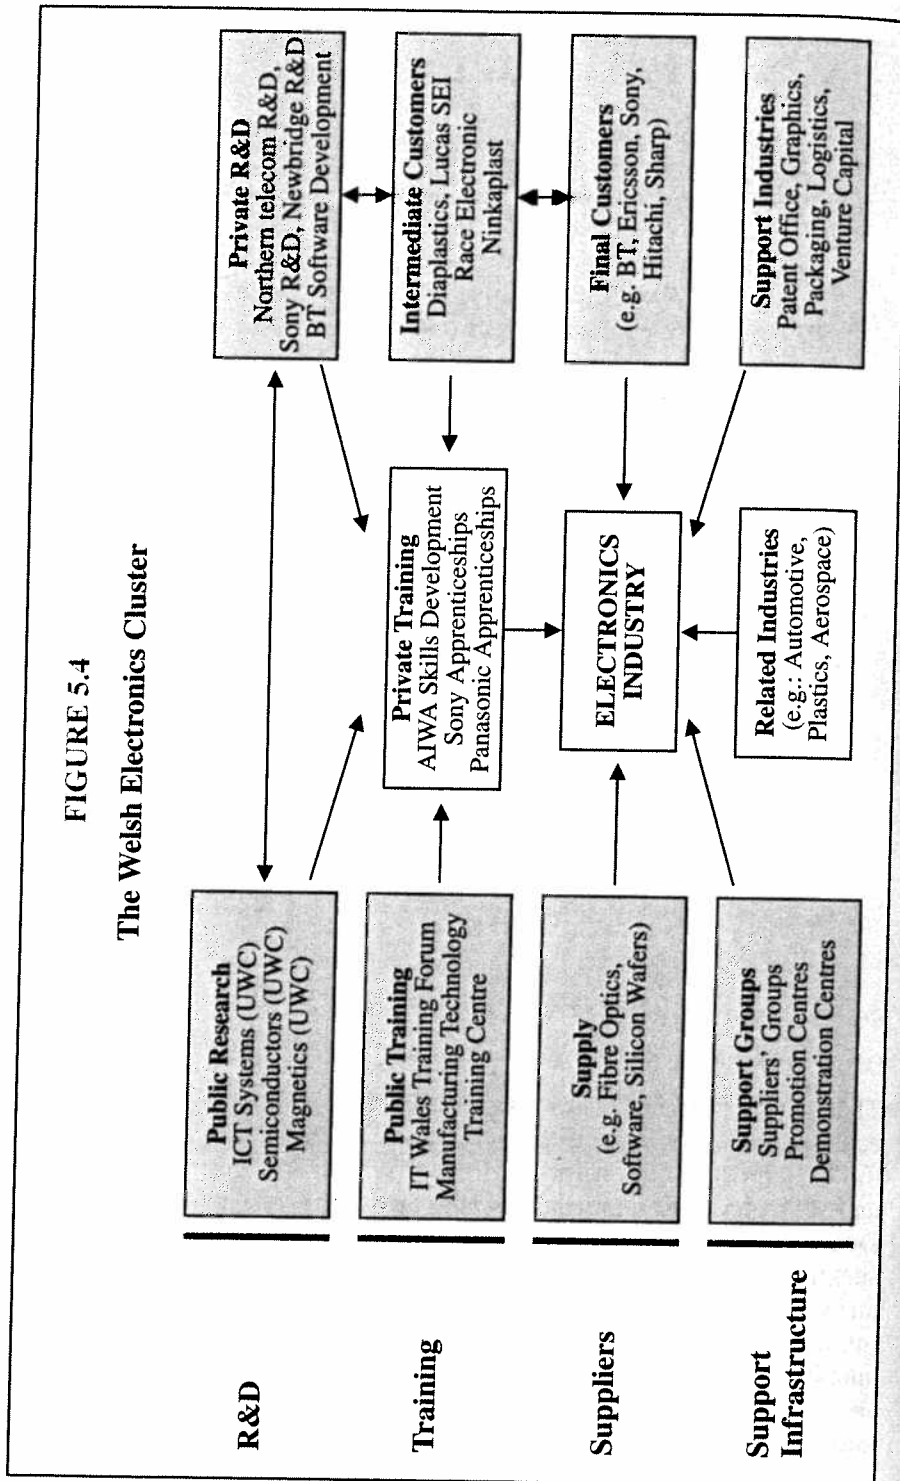 FIGURE 5.4
The Welsh Electronics Cluster
R&D
Public Research
ICT Systems (UWC)
Semiconductors (UWC)
Magnetics (UWC)
Private R&D
Northern telecom R&D,
Sony R&D, Newbridge R&D
BT Software Development
Training
Public Training
IT Wales Training Forum
Manufacturing Technology
Training Centre
Private Training
AIWA Skills Development
Sony Apprenticeships
Panasonic Apprenticeships
Intermediate Customers
Diaplastics, Lucas SEI
Race Electronic
Ninkaplast
Suppliers
Supply
(e.g. Fibre Optics,
Software, Silicon Wafers)
ELECTRONICS
INDUSTRY
Final Customers
(e.g. BT, Ericsson, Sony,
Hitachi, Sharp)
Support
Infrastructure
Support Groups
Suppliers' Groups
Promotion Centres
Demonstration Centres
Related Industries
(e.g.: Automotive,
Plastics, Aerospace)
Support Industries
Patent Office, Graphics,
Packaging, Logistics,
Venture Capital